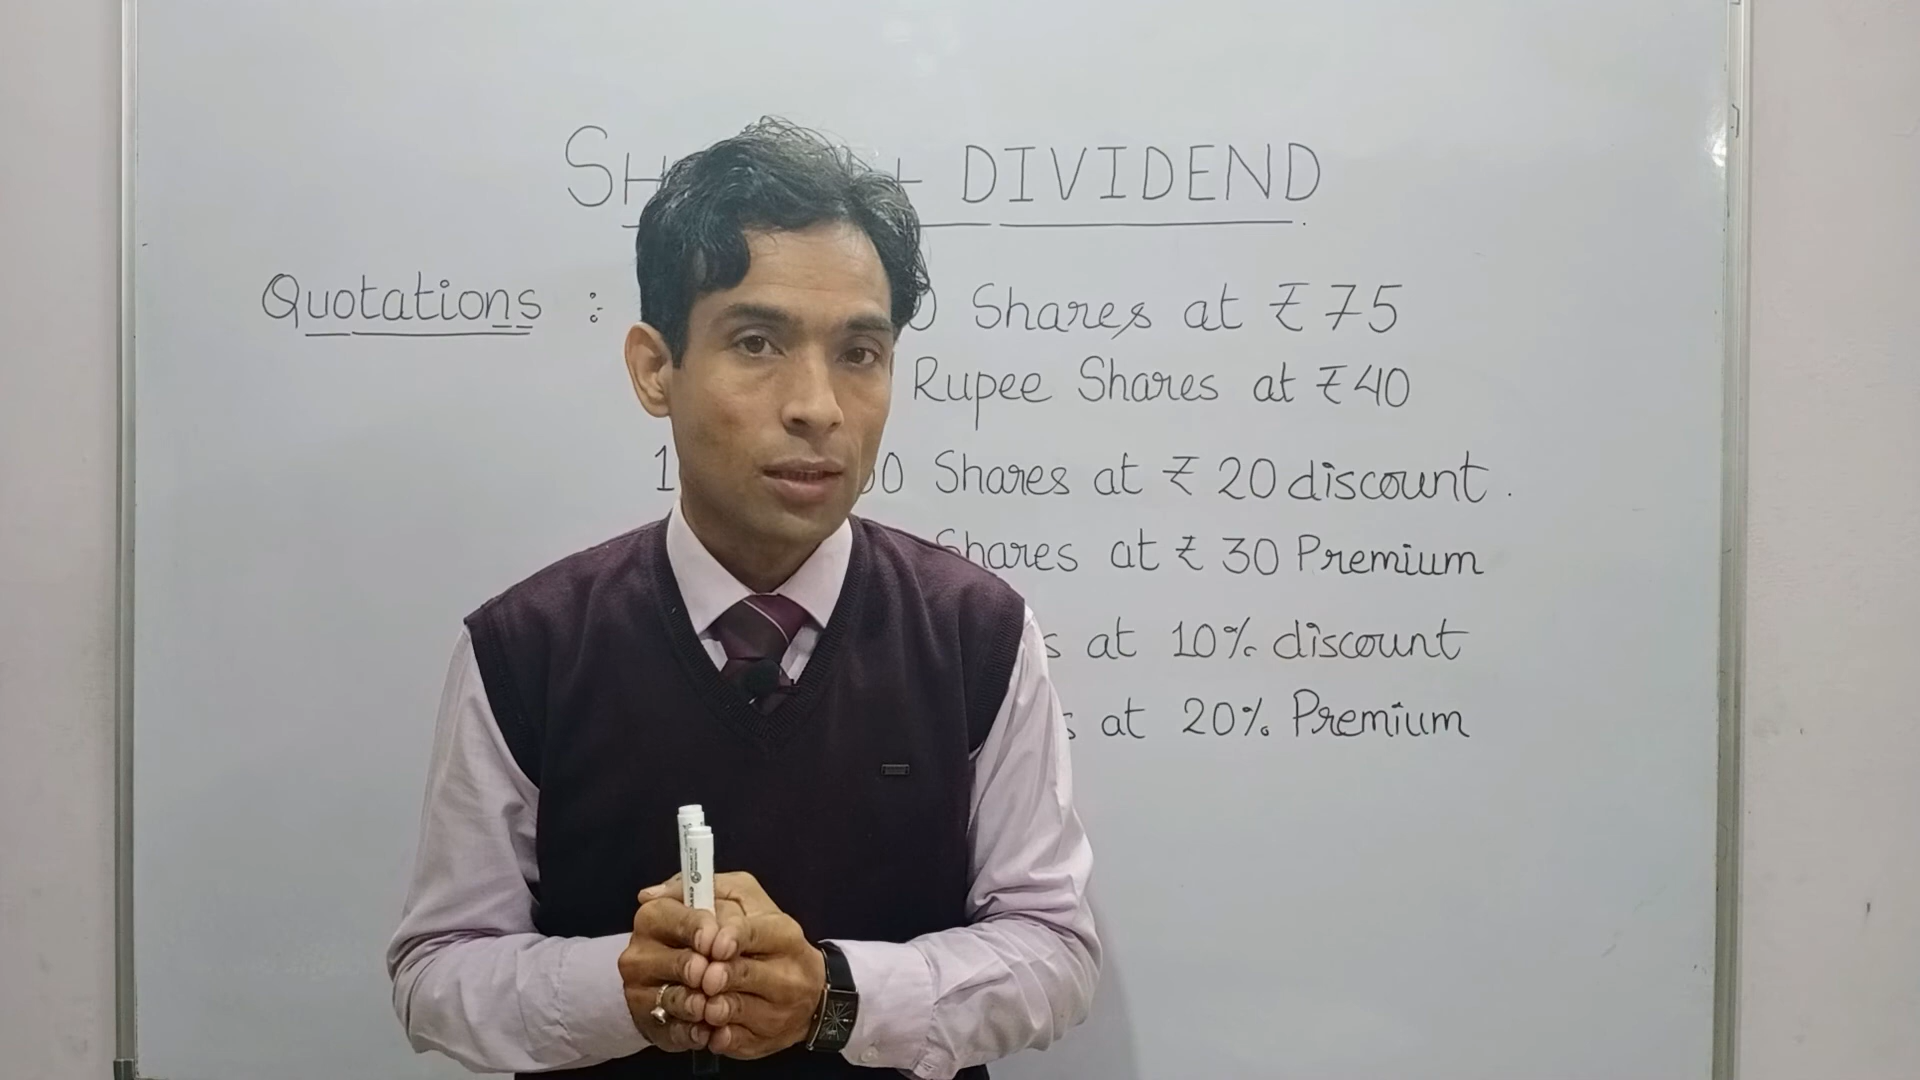 DIVIDEND
Quotations : Shares at ₹ 75
Rupee Shares at ₹ 40
Shares at ₹ 20 discount.
Shares at ₹ 30 Premium
at 10% discount
at 20% Premium